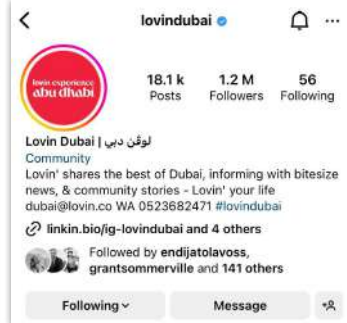 lovindubai
lovin experience
abu dhabi
18.1 k
1.2 M
56
Posts
Followers
Following
Lovin Dubai | لوڤن دبي
Community
Lovin' shares the best of Dubai, informing with bitesize
news, & community stories - Lovin' your life
dubai@lovin.co WA 0523682471 #lovindubai
linkin.bio/ig-lovindubai and 4 others
Followed by endijatolavoss,
grantsommerville and 141 others
Following
Message